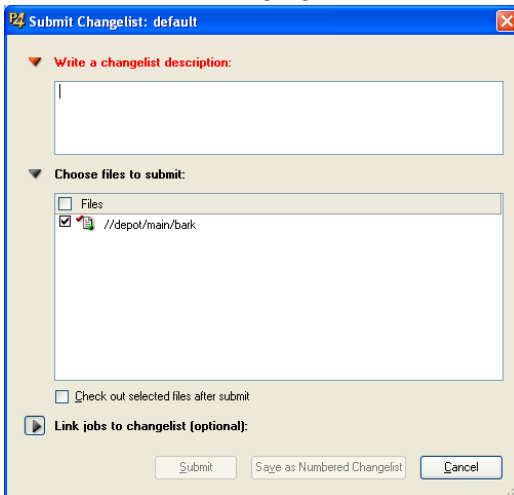 P4 Submit Changelist: default
Write a changelist description:
Choose files to submit:
Files
//depot/main/bark
Check out selected files after submit
Link jobs to changelist (optional):
Submit
Save as Numbered Changelist
Cancel